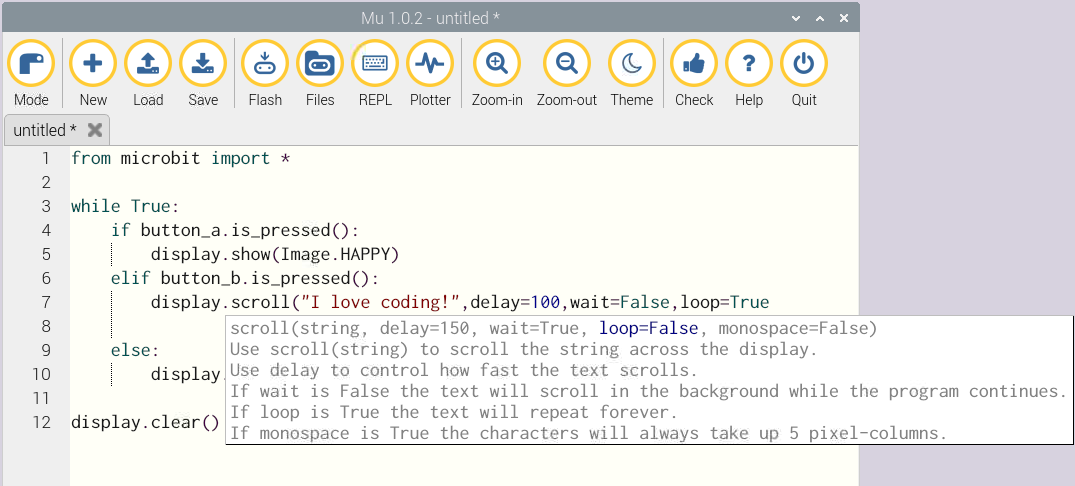 Mu 1.0.2 - untitled *
Mode New Load Save Flash Files REPL Plotter Zoom-in Zoom-out Theme Check Help Quit
untitled *
1 from microbit import *
2
3 while True:
4 if button_a.is_pressed():
5 display.show(Image.HAPPY)
6 elif button_b.is_pressed():
7 display.scroll("I love coding!",delay=100,wait=False,loop=True
8
scroll(string, delay=150, wait=True, loop=False, monospace=False)
Use scroll(string) to scroll the string across the display.
Use delay to control how fast the text scrolls.
If wait is False the text will scroll in the background while the program continues.
If loop is True the text will repeat forever.
If monospace is True the characters will always take up 5 pixel-columns.
9 else:
10 display.
11
12 display.clear()